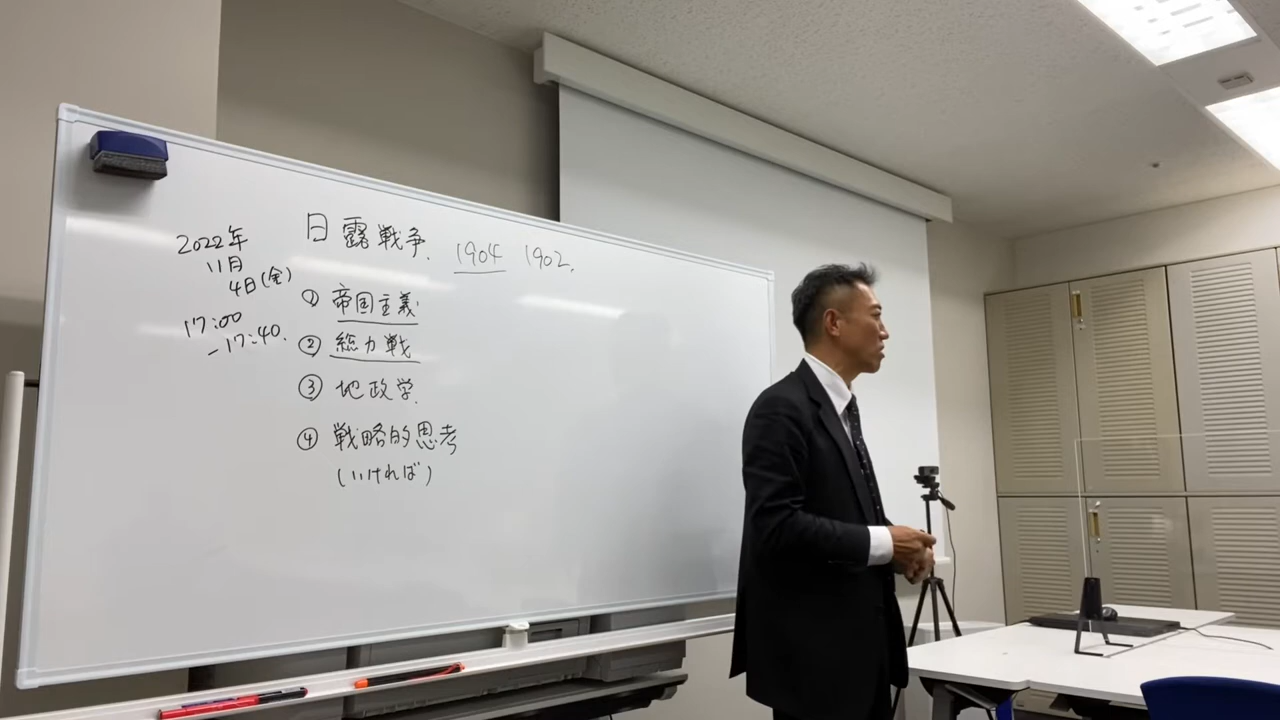 2022年
11月
4日(金)
17:00
-17:40.
日露戦争. 1904 1902.
① 帝国主義
② 総力戦
③ 地政学.
④ 戦略的思考
(いければ)